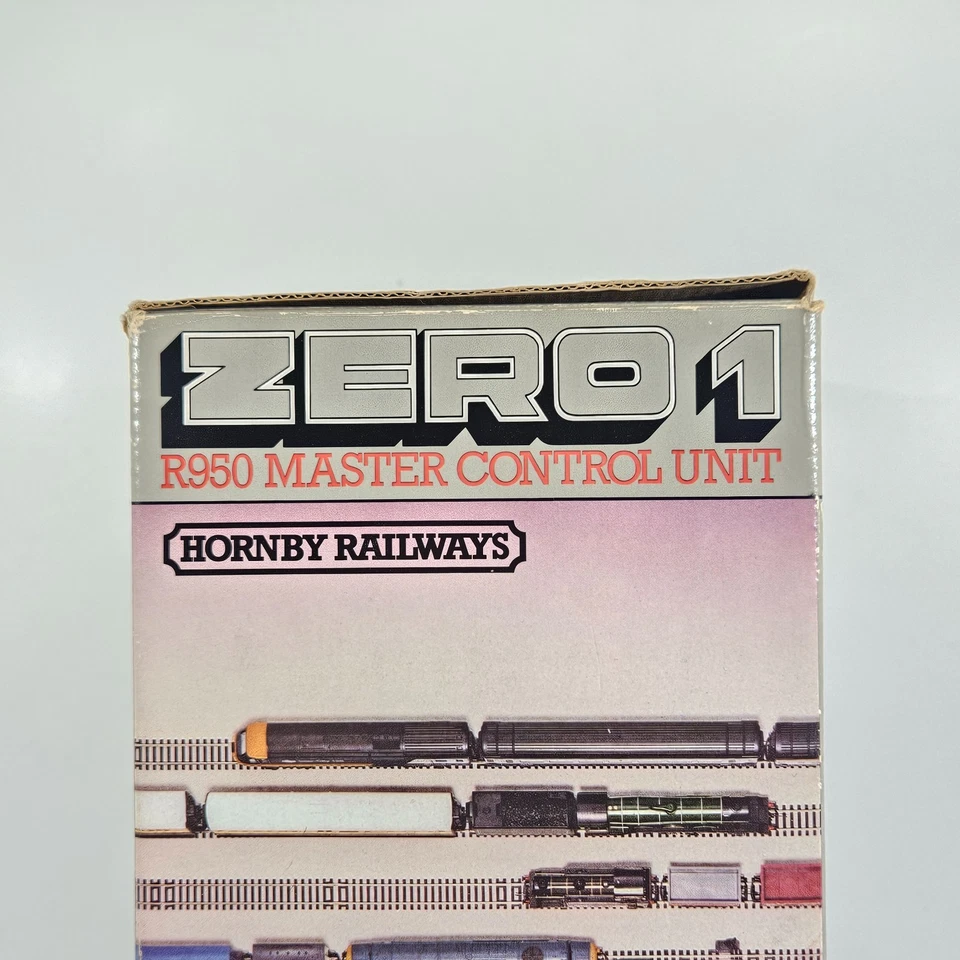 ZERO 1
R950 MASTER CONTROL UNIT
HORNBY RAILWAYS